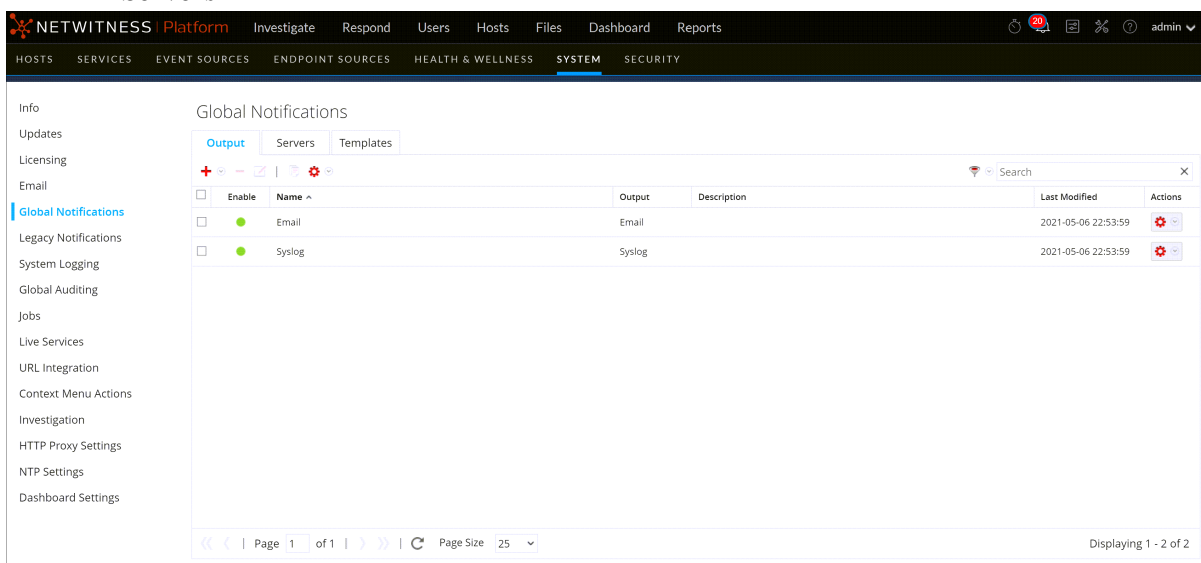 NETWITNESS | Platform Investigate Respond Users Hosts Files Dashboard Reports 20 admin
HOSTS SERVICES EVENT SOURCES ENDPOINT SOURCES HEALTH & WELLNESS SYSTEM SECURITY
Info
Updates
Licensing
Email
Global Notifications
Legacy Notifications
System Logging
Global Auditing
Jobs
Live Services
URL Integration
Context Menu Actions
Investigation
HTTP Proxy Settings
NTP Settings
Dashboard Settings
Global Notifications
Output Servers Templates
Search
Enable Name Output Description Last Modified Actions
Email Email 2021-05-06 22:53:59
Syslog Syslog 2021-05-06 22:53:59
Page 1 of 1 | Page Size 25 Displaying 1 - 2 of 2